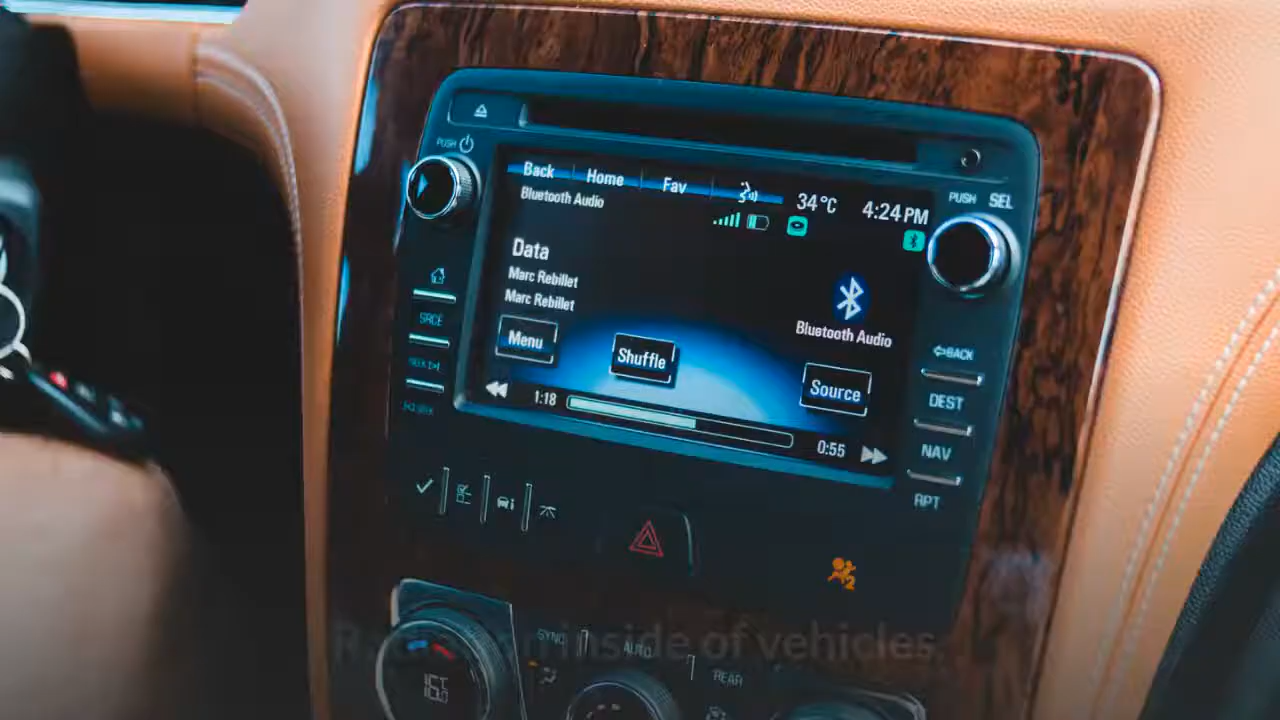 PUSH
Back Home Fav 34°C 4:24 PM
PUSH SEL
Bluetooth Audio
Data
Marc Rebillet
Marc Rebillet
Bluetooth Audio
Menu Shuffle Source
1:18 0:55
SRCE
BACK
DEST
NAV
RPT
2
inside of vehicles
SYNC AUTO REAR